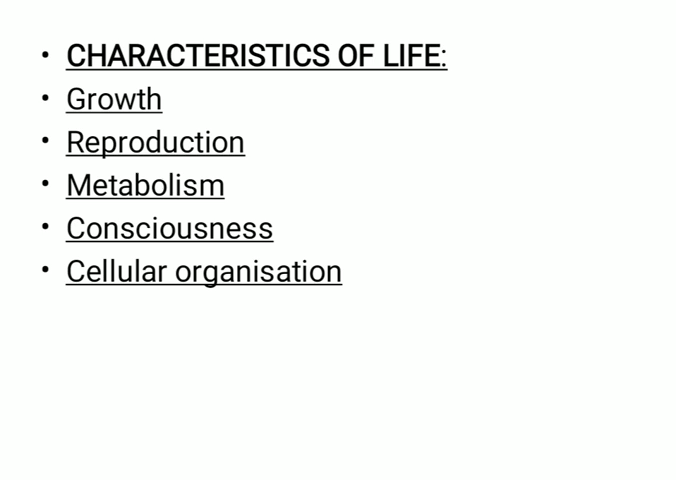 • CHARACTERISTICS OF LIFE:
• Growth
• Reproduction
• Metabolism
• Consciousness
• Cellular organisation